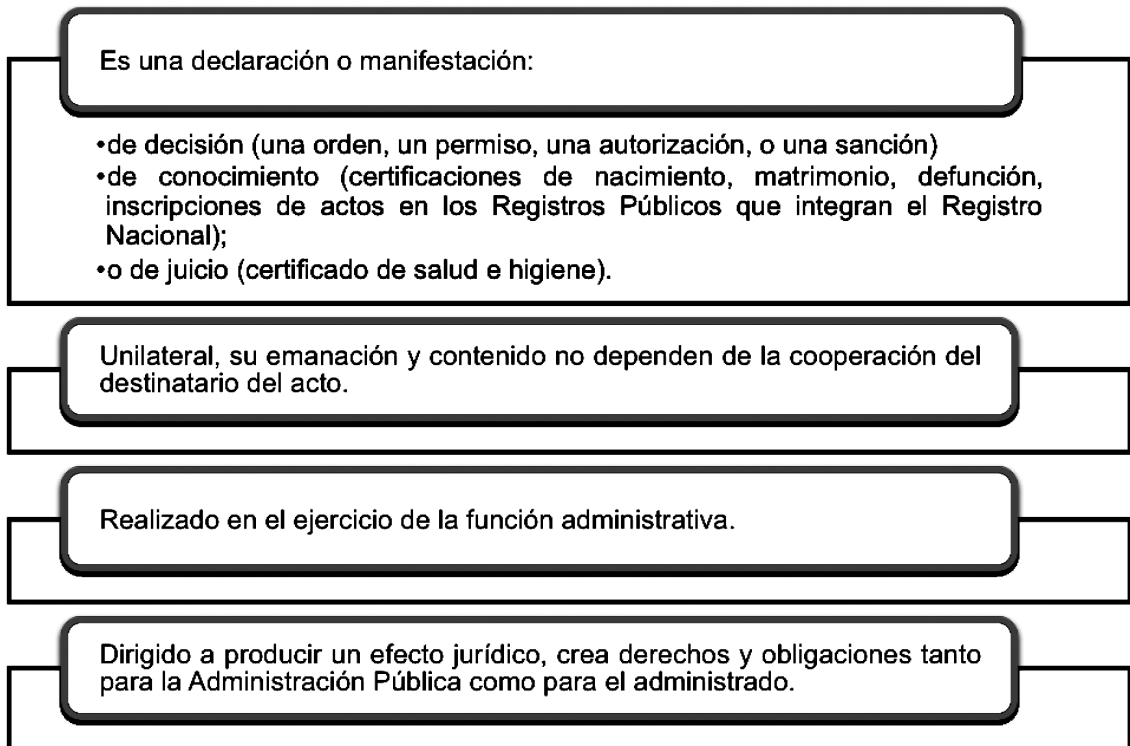 Es una declaración o manifestación:
•de decisión (una orden, un permiso, una autorización, o una sanción)
•de conocimiento (certificaciones de nacimiento, matrimonio, defunción,
inscripciones de actos en los Registros Públicos que integran el Registro
Nacional);
•o de juicio (certificado de salud e higiene).
Unilateral, su emanación y contenido no dependen de la cooperación del
destinatario del acto.
Realizado en el ejercicio de la función administrativa.
Dirigido a producir un efecto jurídico, crea derechos y obligaciones tanto
para la Administración Pública como para el administrado.